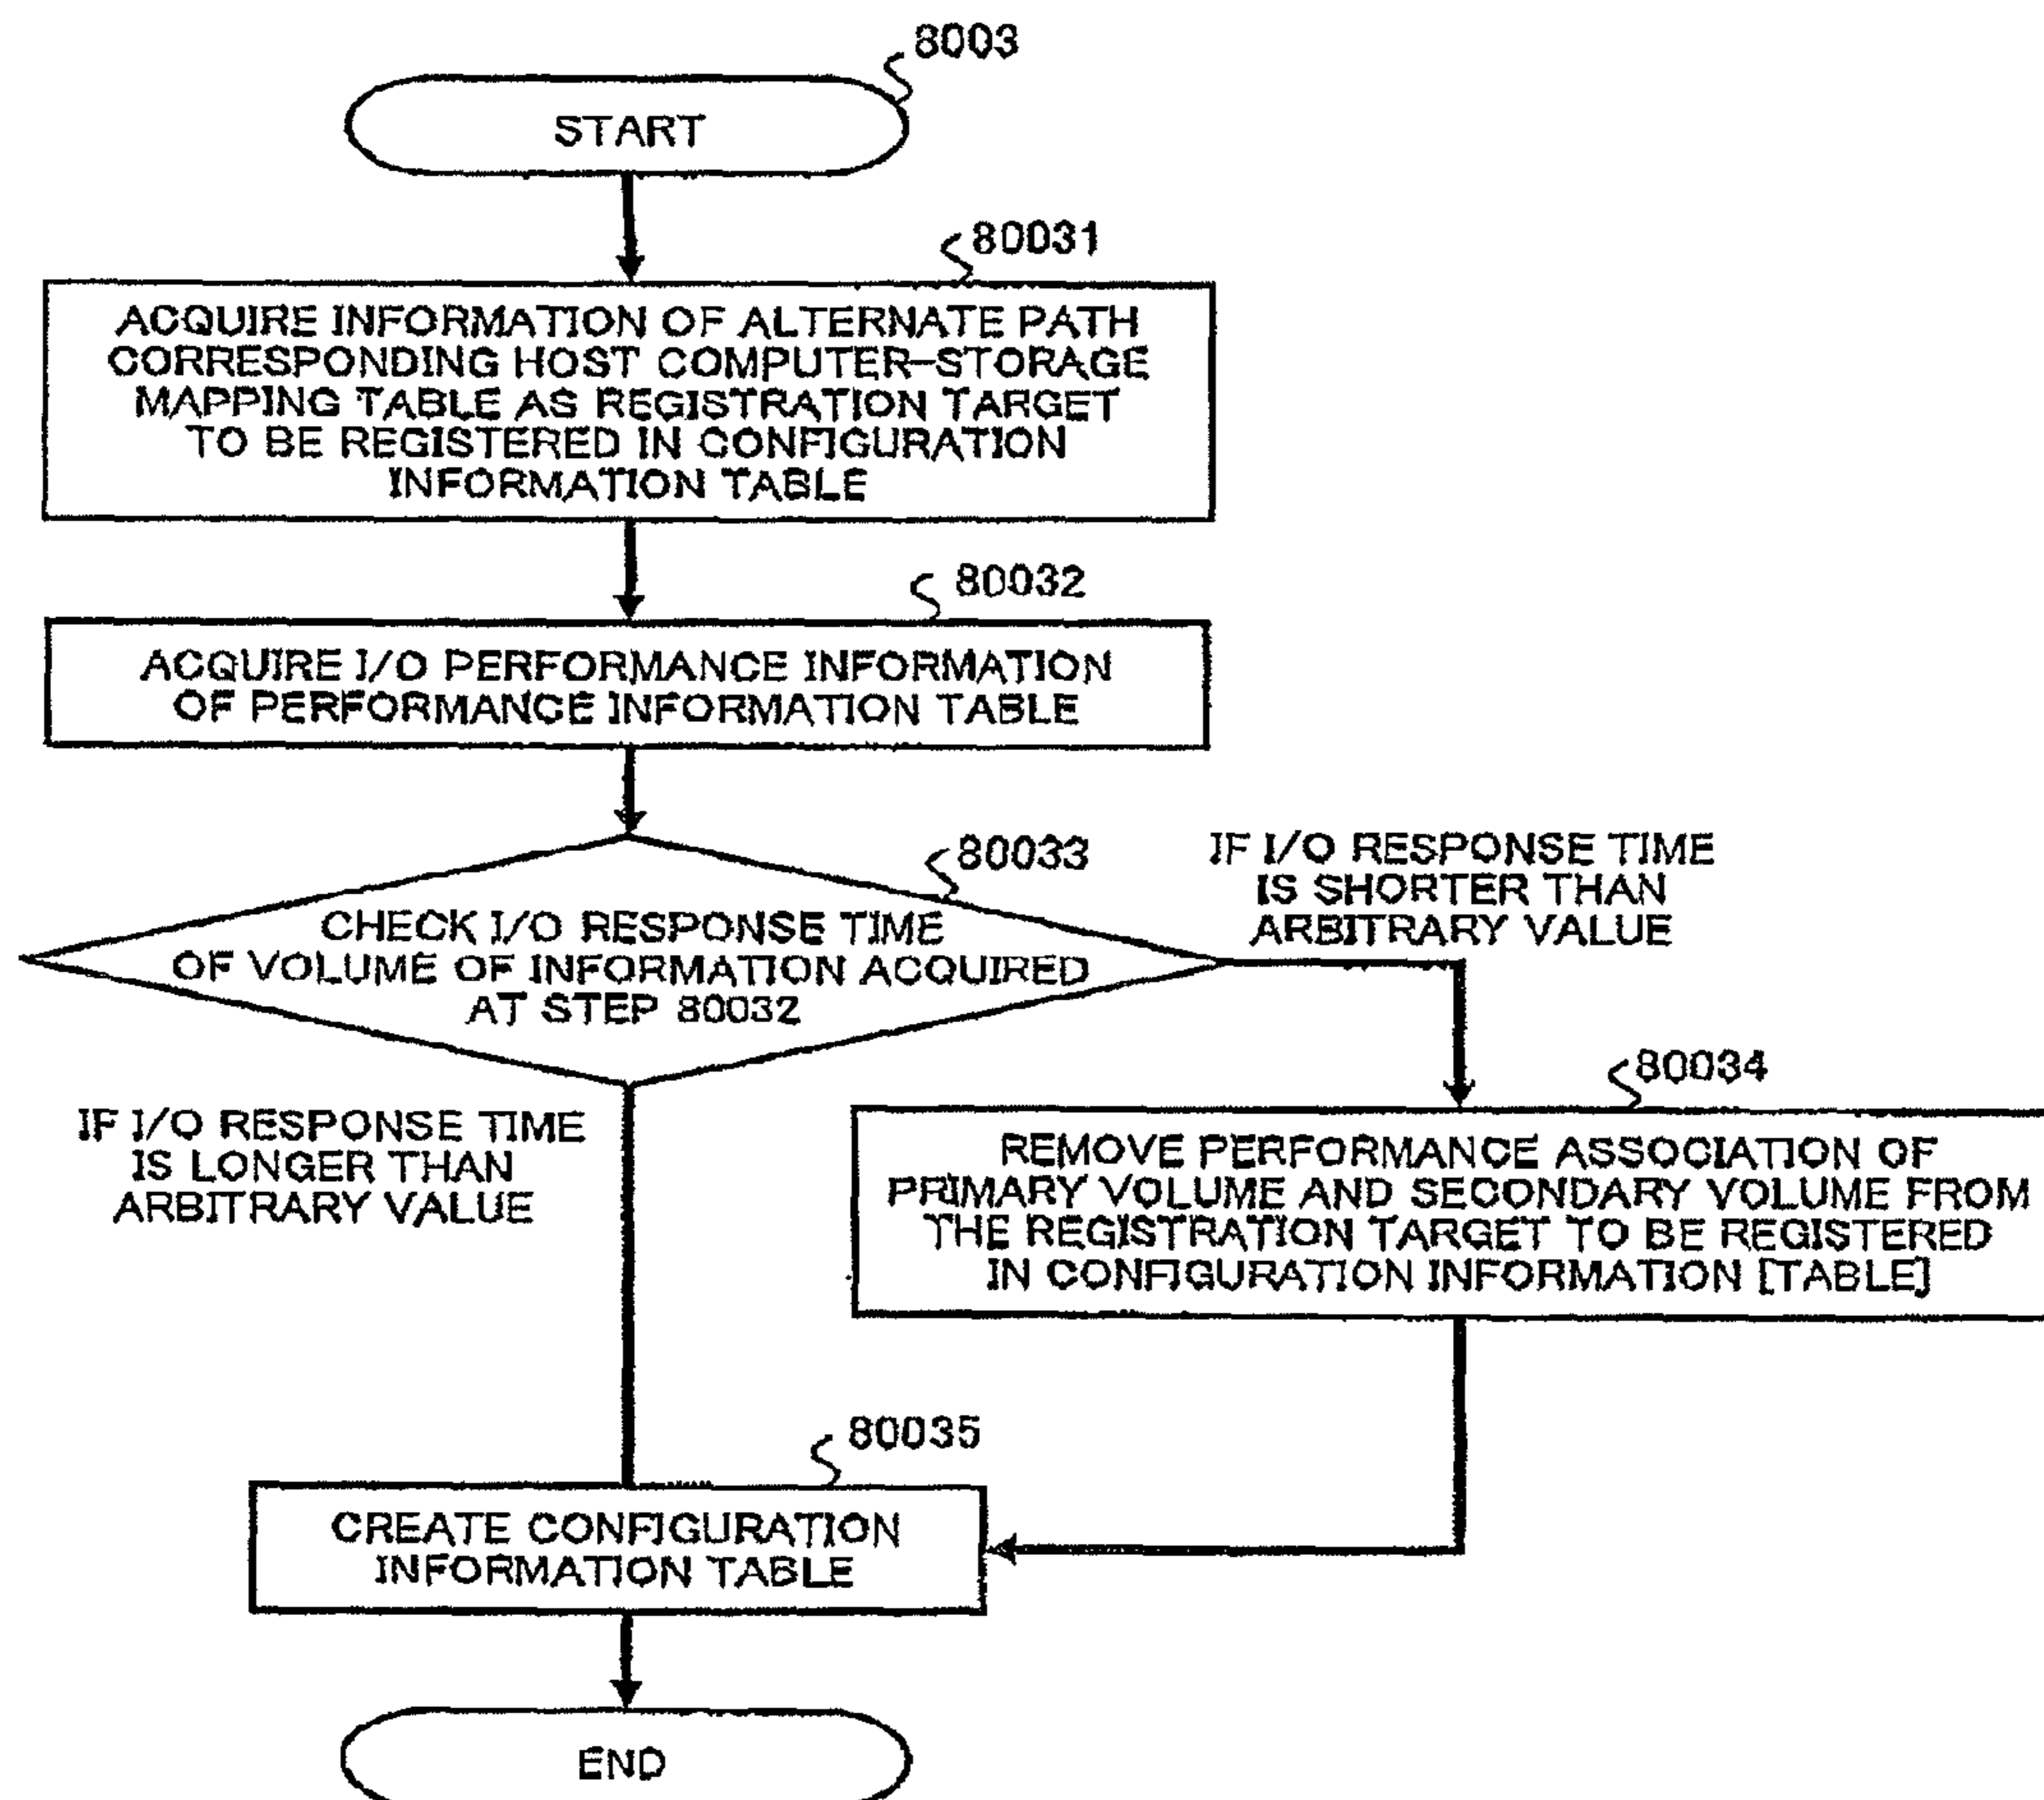 8003
START
80031
ACQUIRE INFORMATION OF ALTERNATE PATH
CORRESPONDING HOST COMPUTER-STORAGE
MAPPING TABLE AS REGISTRATION TARGET
TO BE REGISTERED IN CONFIGURATION
INFORMATION TABLE
80032
ACQUIRE I/O PERFORMANCE INFORMATION
OF PERFORMANCE INFORMATION TABLE
80033
CHECK I/O RESPONSE TIME
OF VOLUME OF INFORMATION ACQUIRED
AT STEP 80032
IF I/O RESPONSE TIME
IS SHORTER THAN
ARBITRARY VALUE
IF I/O RESPONSE TIME
IS LONGER THAN
ARBITRARY VALUE
80034
REMOVE PERFORMANCE ASSOCIATION OF
PRIMARY VOLUME AND SECONDARY VOLUME FROM
THE REGISTRATION TARGET TO BE REGISTERED
IN CONFIGURATION INFORMATION [TABLE]
80035
CREATE CONFIGURATION
INFORMATION TABLE
END